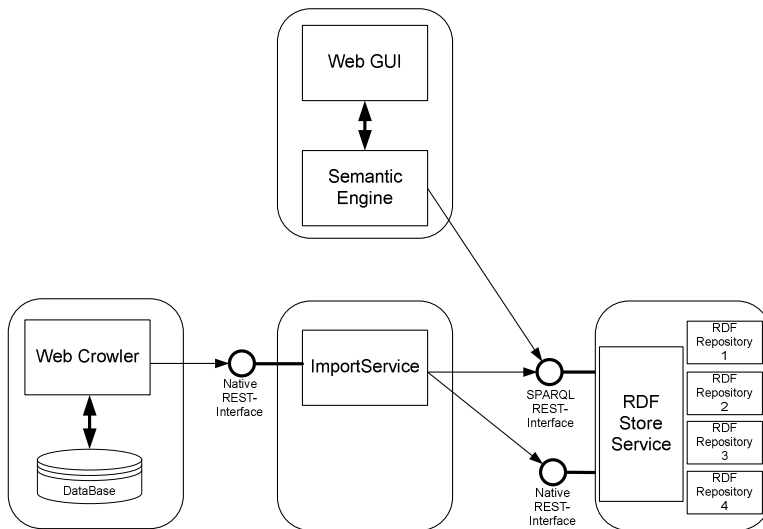 Web GUI
Semantic
Engine
Web Crowler
DataBase
Native
REST-
Interface
ImportService
SPARQL
REST-
Interface
Native
REST-
Interface
RDF
Store
Service
RDF
Repository
1
RDF
Repository
2
RDF
Repository
3
RDF
Repository
4